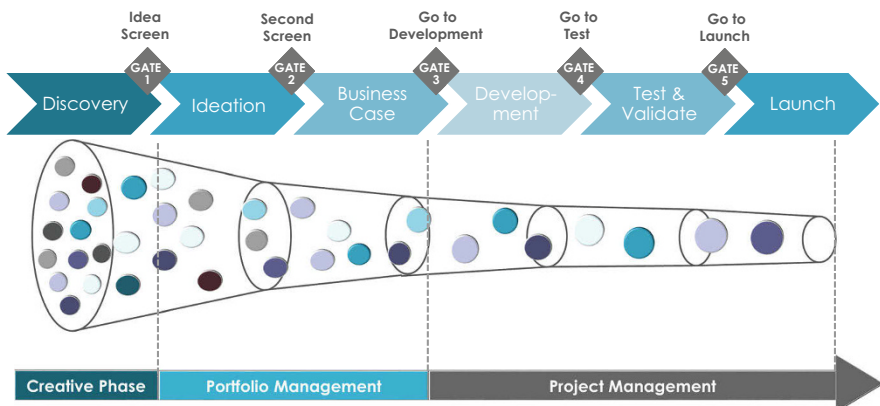 Idea
Screen
Second
Screen
Go to
Development
Go to
Test
Go to
Launch
GATE
1
GATE
2
GATE
3
GATE
4
GATE
5
Discovery
Ideation
Business
Case
Develop-
ment
Test &
Validate
Launch
Creative Phase
Portfolio Management
Project Management